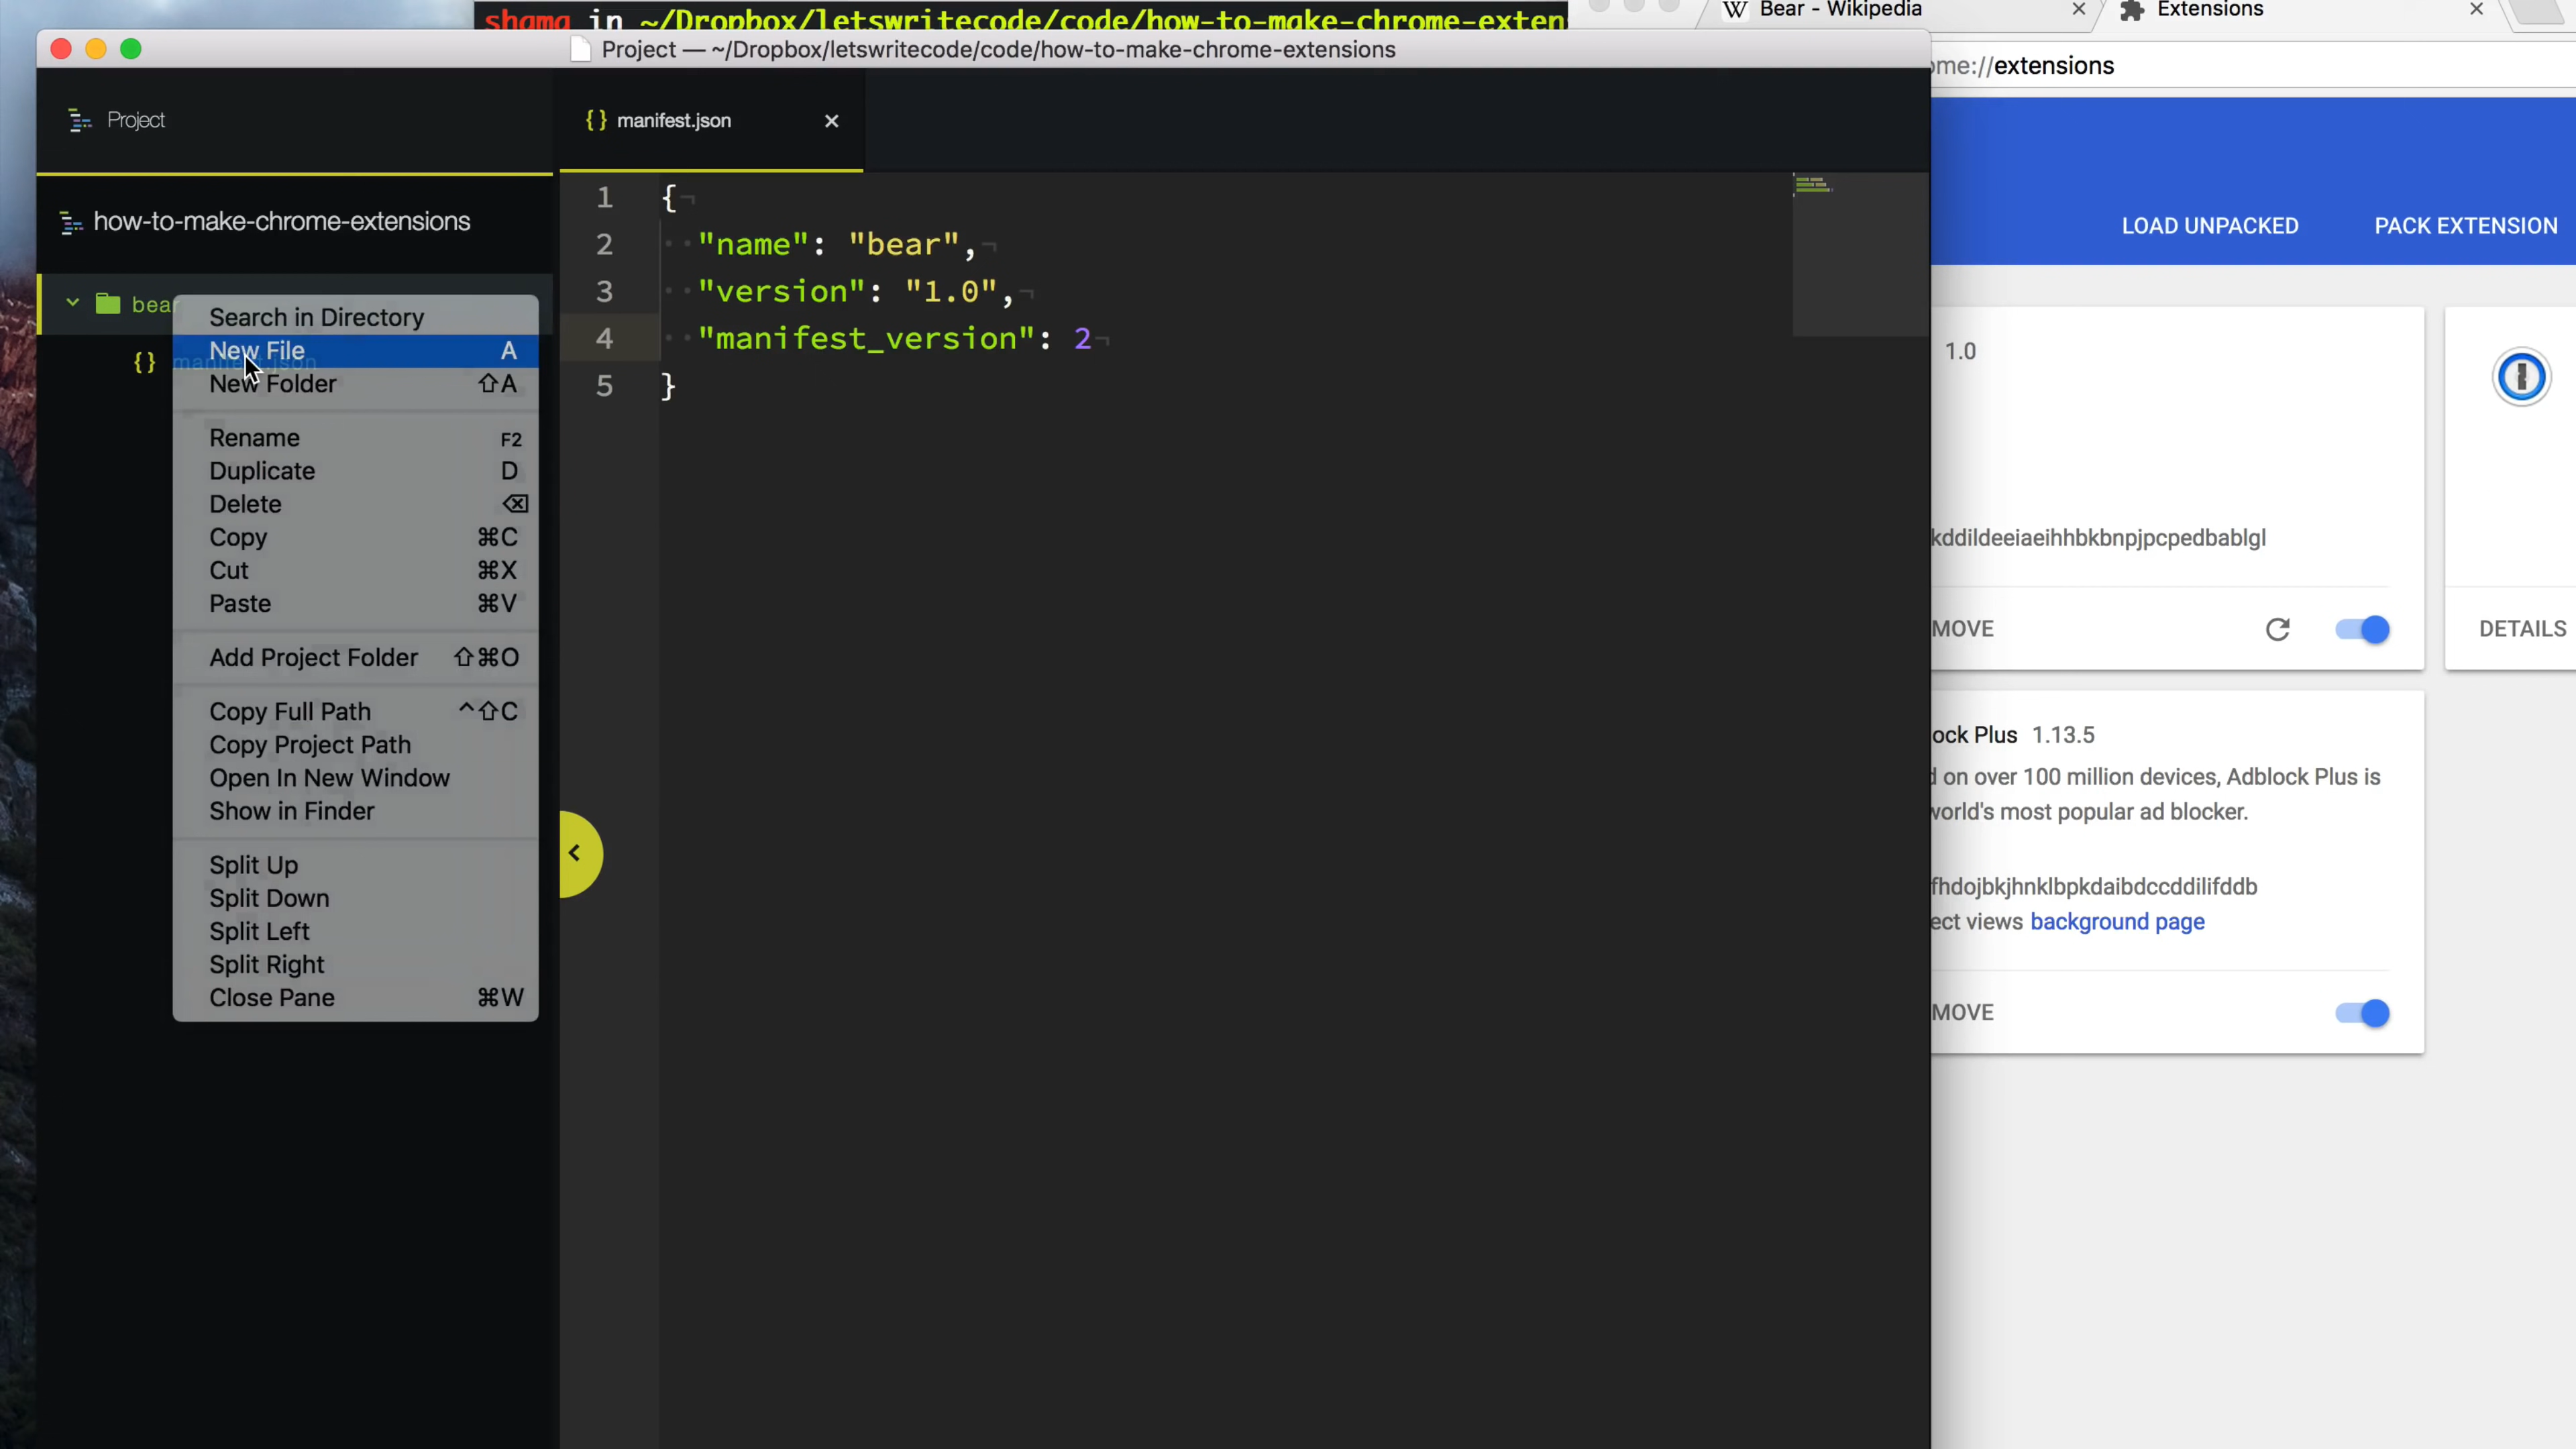 shama in ~/Dropbox/letswritecode/code/how-to-make-chrome-exten
Bear - Wikipedia
Extensions
Project — ~/Dropbox/letswritecode/code/how-to-make-chrome-extensions
ome://extensions
Project
manifest.json
how-to-make-chrome-extensions
LOAD UNPACKED
PACK EXTENSION
bear
manifest.json
Search in Directory
New File A
New Folder ⇧A
Rename F2
Duplicate D
Delete ⌫
Copy ⌘C
Cut ⌘X
Paste ⌘V
Add Project Folder ⇧⌘O
Copy Full Path ^⇧C
Copy Project Path
Open In New Window
Show in Finder
Split Up
Split Down
Split Left
Split Right
Close Pane ⌘W
1 {
2 "name": "bear",
3 "version": "1.0",
4 "manifest_version": 2
5 }
1.0
kddildeeiaeihhbkbnpjpcpedbablgl
MOVE
DETAILS
ock Plus 1.13.5
d on over 100 million devices, Adblock Plus is
world's most popular ad blocker.
fhdojbkjhnklbpkdaibdccddilifddb
ect views background page
MOVE